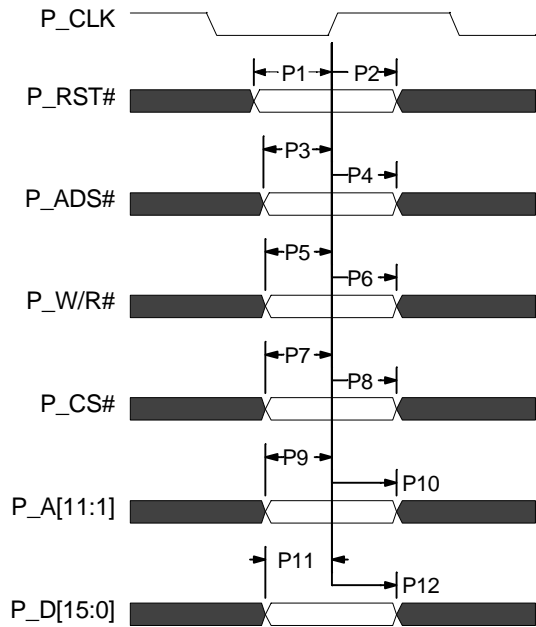 P_CLK
P1 P2
P_RST#
P3
P4
P_ADS#
P5
P6
P_W/R#
P7
P8
P_CS#
P9
P10
P_A[11:1]
P11
P12
P_D[15:0]